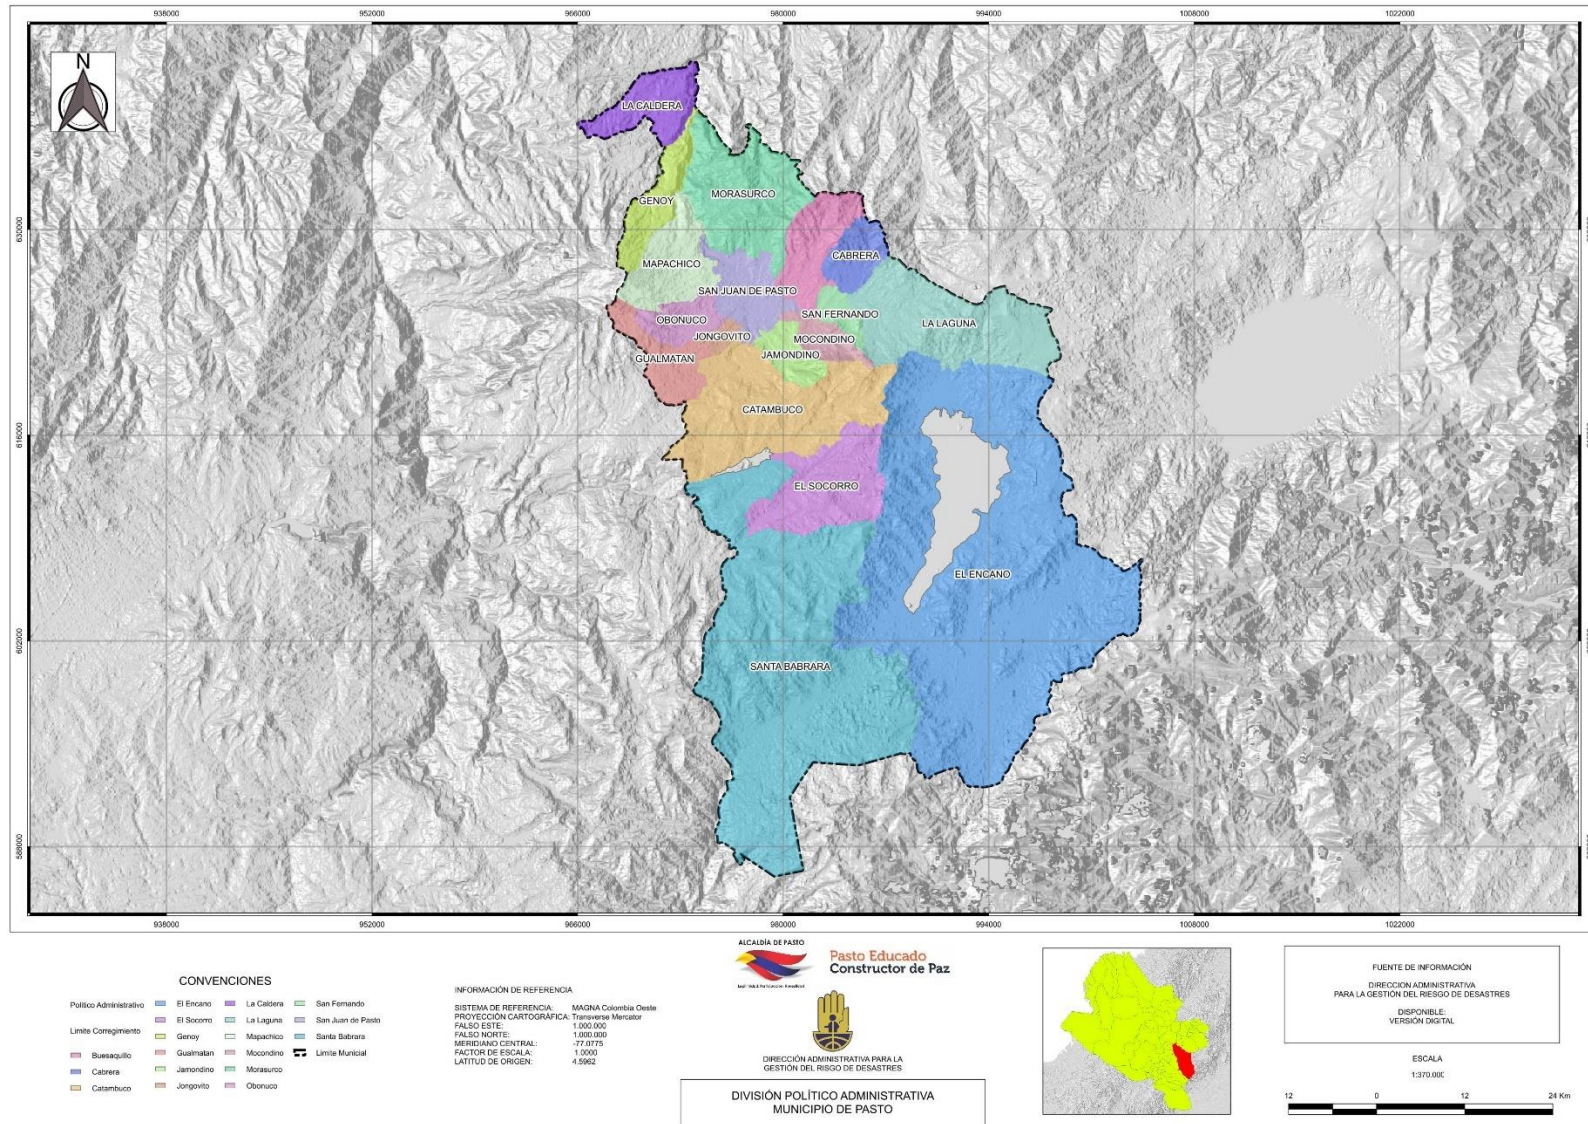 938000 952000 966000 980000 994000 1008000 1022000
N
LA CALDERA
MORASURCO
GENOY
630000
CABRERA
MAPACHICO
SAN JUAN DE PASTO
SAN FERNANDO
OBONUCO
LA LAGUNA
JONGOVITO
MOCONDINO
JAMONDINO
GUALMATAN
CATAMBUCO
616000
EL SOCORRO
EL ENCANO
602000
SANTA BABRARA
588000
938000 952000 966000 980000 994000 1008000 1022000
CONVENCIONES
Político Administrativo
Limite Corregimiento
Buesaquillo
Cabrera
Catambuco
El Encano
El Socorro
Genoy
Gualmatan
Jamondino
Jongovito
La Caldera
La Laguna
Mapachico
Mocondino
Morasurco
Obonuco
San Fernando
San Juan de Pasto
Santa Babrara
Limite Municial
INFORMACIÓN DE REFERENCIA
SISTEMA DE REFERENCIA: MAGNA Colombia Oeste
PROYECCIÓN CARTOGRÁFICA: Transverse Mercator
FALSO ESTE: 1.000.000
FALSO NORTE: 1.000.000
MERIDIANO CENTRAL: -77.0775
FACTOR DE ESCALA: 1.0000
LATITUD DE ORIGEN: 4.5962
ALCALDÍA DE PASTO
Pasto Educado
Constructor de Paz
DIRECCIÓN ADMINISTRATIVA PARA LA
GESTIÓN DEL RIESGO DE DESASTRES
DIVISIÓN POLÍTICO ADMINISTRATIVA
MUNICIPIO DE PASTO
FUENTE DE INFORMACIÓN
DIRECCION ADMINISTRATIVA
PARA LA GESTIÓN DEL RIESGO DE DESASTRES
DISPONIBLE:
VERSIÓN DIGITAL
ESCALA
1:370.000
12 0 12 24 Km